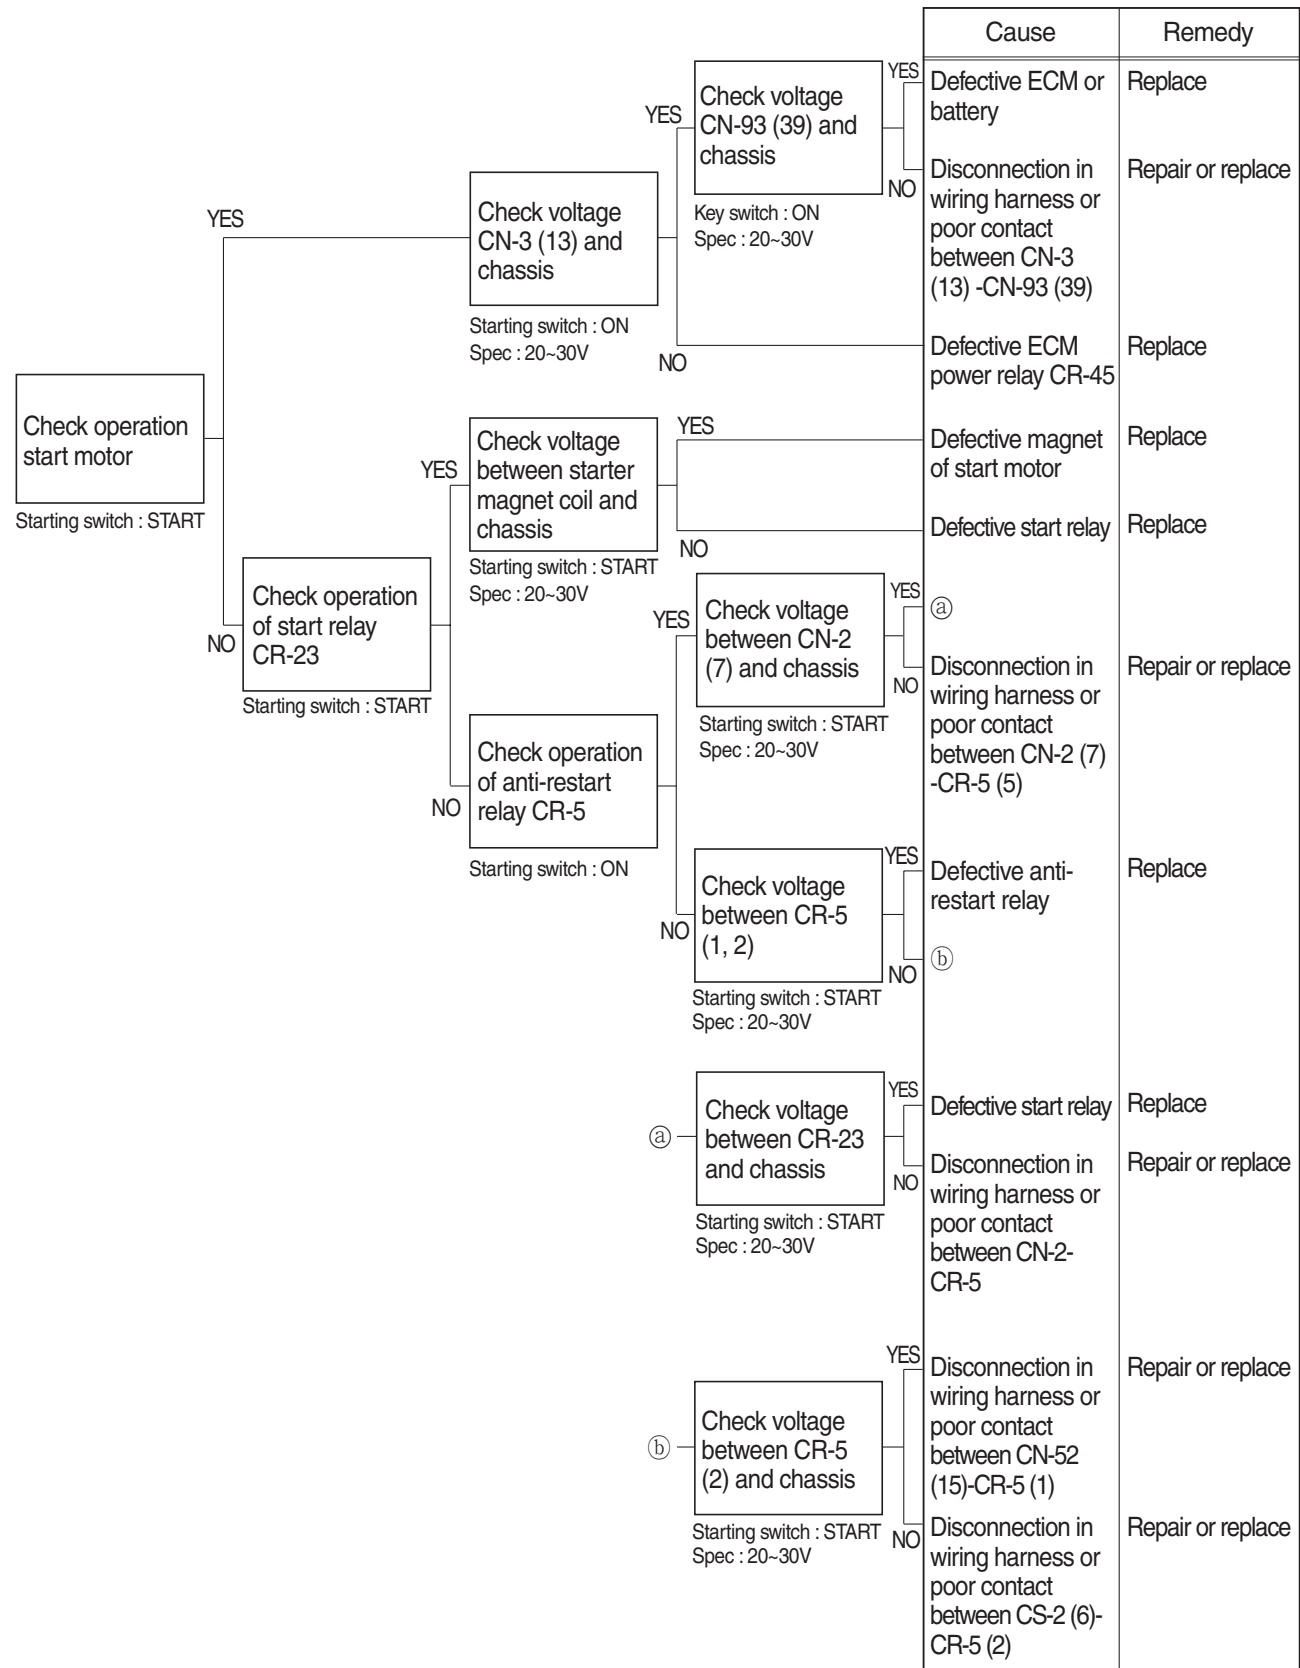 Cause
Remedy
YES
Check voltage
CN-93 (39) and
chassis
Key switch : ON
Spec : 20~30V
YES
Defective ECM or
battery
Replace
NO
Disconnection in
wiring harness or
poor contact
between CN-3
(13) -CN-93 (39)
Repair or replace
YES
Check voltage
CN-3 (13) and
chassis
Starting switch : ON
Spec : 20~30V
NO
Defective ECM
power relay CR-45
Replace
Check operation
start motor
Starting switch : START
YES
Check voltage
between starter
magnet coil and
chassis
Starting switch : START
Spec : 20~30V
YES
Defective magnet
of start motor
Replace
NO
Defective start relay
Replace
NO
Check operation
of start relay
CR-23
Starting switch : START
YES
Check voltage
between CN-2
(7) and chassis
Starting switch : START
Spec : 20~30V
YES
ⓐ
NO
Disconnection in
wiring harness or
poor contact
between CN-2 (7)
-CR-5 (5)
Repair or replace
NO
Check operation
of anti-restart
relay CR-5
Starting switch : ON
NO
Check voltage
between CR-5
(1, 2)
Starting switch : START
Spec : 20~30V
YES
Defective anti-
restart relay
Replace
NO
ⓑ
ⓐ
Check voltage
between CR-23
and chassis
Starting switch : START
Spec : 20~30V
YES
Defective start relay
Replace
NO
Disconnection in
wiring harness or
poor contact
between CN-2-
CR-5
Repair or replace
ⓑ
Check voltage
between CR-5
(2) and chassis
Starting switch : START
Spec : 20~30V
YES
Disconnection in
wiring harness or
poor contact
between CN-52
(15)-CR-5 (1)
Repair or replace
NO
Disconnection in
wiring harness or
poor contact
between CS-2 (6)-
CR-5 (2)
Repair or replace